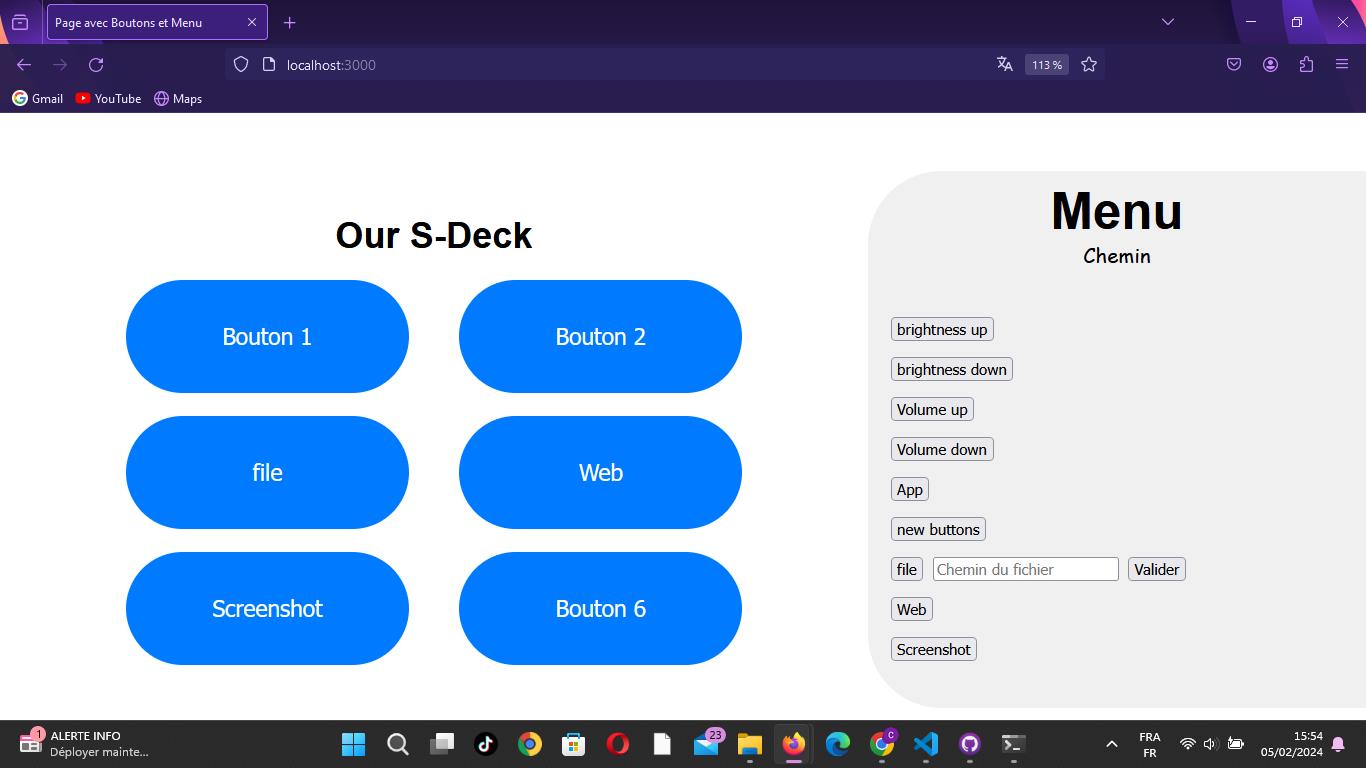 Page avec Boutons et Menu
localhost:3000
113 %
Gmail
YouTube
Maps
Our S-Deck
Bouton 1
Bouton 2
file
Web
Screenshot
Bouton 6
Menu
Chemin
brightness up
brightness down
Volume up
Volume down
App
new buttons
file Chemin du fichier Valider
Web
Screenshot
1
ALERTE INFO
Déployer mainte...
23
C
FRA
FR
15:54
05/02/2024